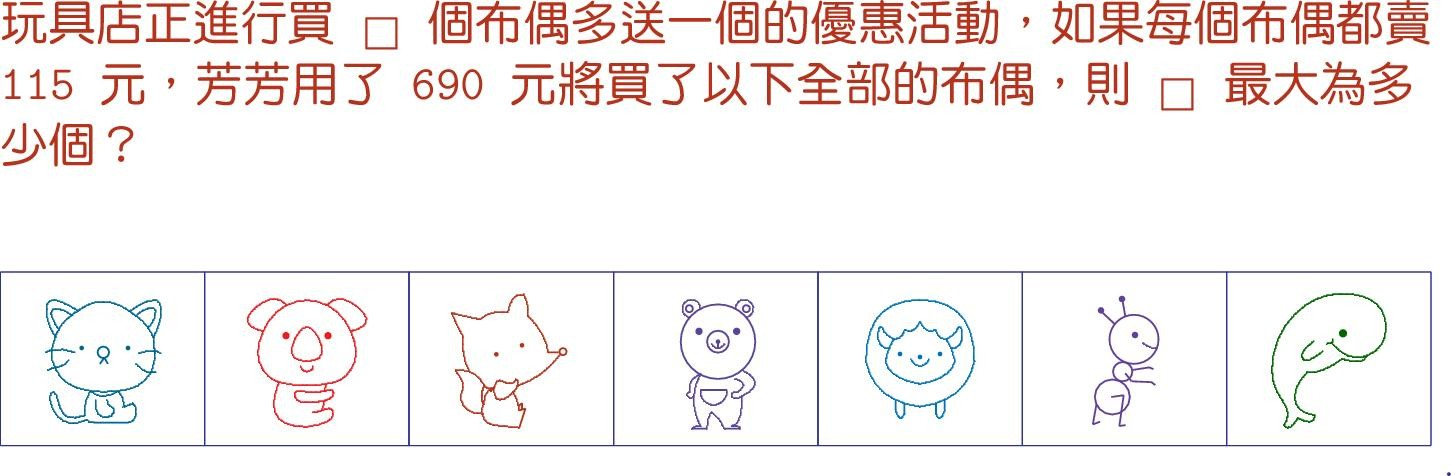 玩具店正進行買 □ 個布偶多送一個的優惠活動，如果每個布偶都賣
115 元，芳芳用了 690 元將買了以下全部的布偶，則 □ 最大為多
少個？